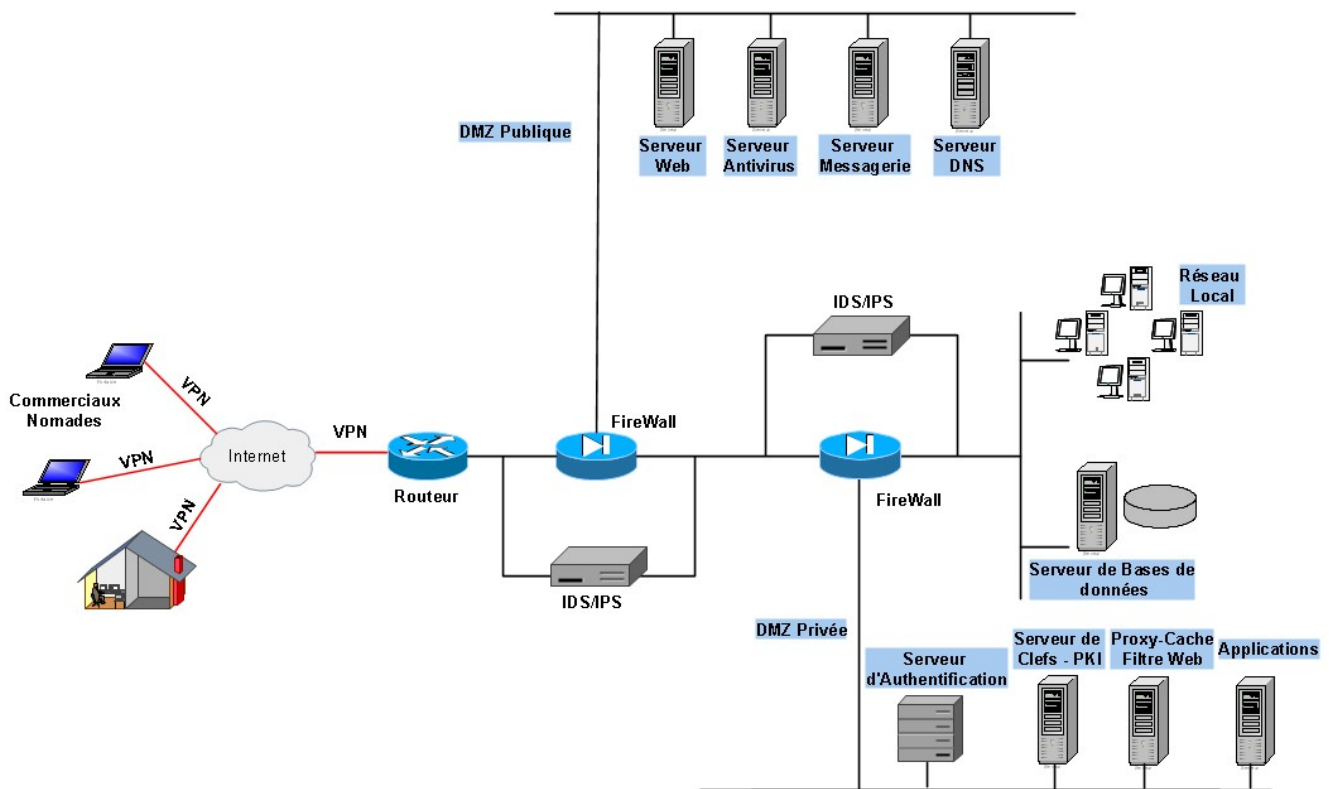 DMZ Publique
Serveur
Web
Serveur
Antivirus
Serveur
Messagerie
Serveur
DNS
IDS/IPS
Réseau
Local
Commerciaux
Nomades
VPN
VPN
VPN
Internet
VPN
Routeur
FireWall
FireWall
IDS/IPS
Serveur de Bases de
données
DMZ Privée
Serveur
d'Authentification
Serveur de
Clefs - PKI
Proxy-Cache
Filtre Web
Applications